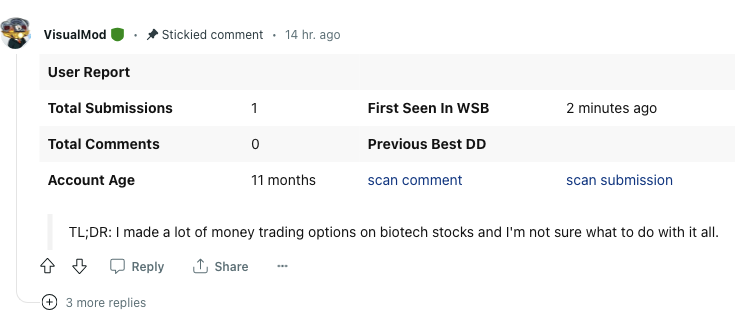 VisualMod • Stickied comment • 14 hr. ago
User Report
Total Submissions 1 First Seen In WSB 2 minutes ago
Total Comments 0 Previous Best DD
Account Age 11 months scan comment scan submission
TL;DR: I made a lot of money trading options on biotech stocks and I'm not sure what to do with it all.
Reply Share ···
3 more replies